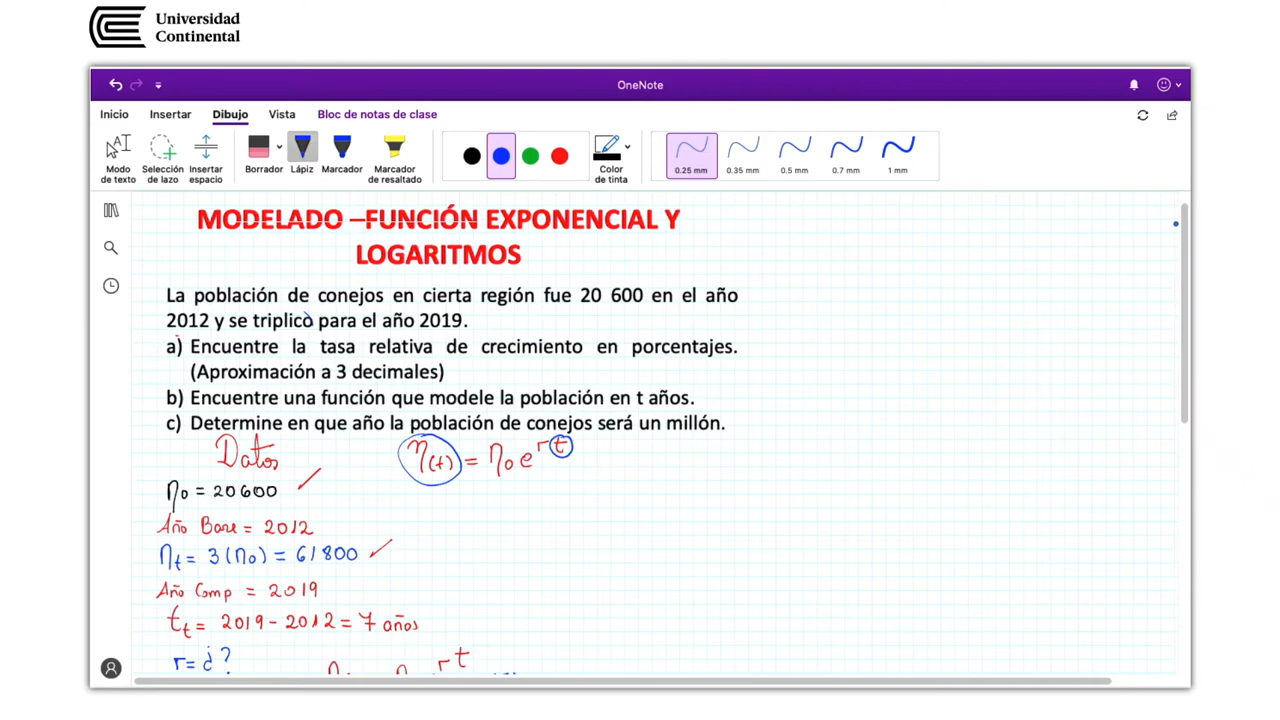 Universidad
Continental
OneNote
Inicio
Insertar
Dibujo
Vista
Bloc de notas de clase
Modo
de texto
Selección
de lazo
Insertar
espacio
Borrador
Lápiz
Marcador
Marcador
de resaltado
Color
de tinta
0.25 mm
0.35 mm
0.5 mm
0.7 mm
1 mm
MODELADO –FUNCIÓN EXPONENCIAL Y
LOGARITMOS
La población de conejos en cierta región fue 20 600 en el año
2012 y se triplicó para el año 2019.
a) Encuentre la tasa relativa de crecimiento en porcentajes.
(Aproximación a 3 decimales)
b) Encuentre una función que modele la población en t años.
c) Determine en que año la población de conejos será un millón.
Datos
η(t) = η₀ e^rt
η₀ = 20600
Año Base = 2012
ηt = 3(η₀) = 61800
Año Comp = 2019
tt = 2019 - 2012 = 7 años
r = ¿?
rt